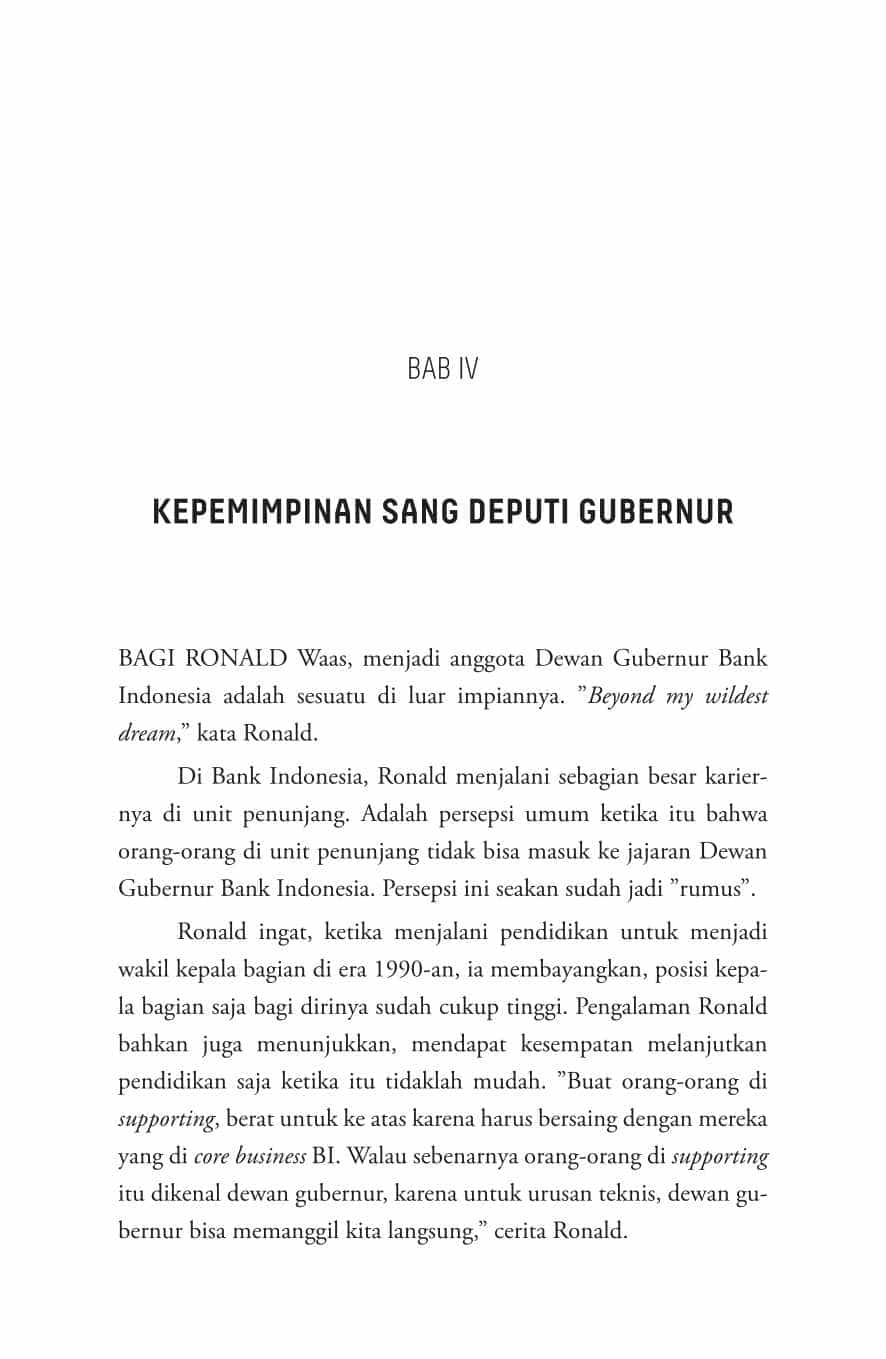 BAB IV
KEPEMIMPINAN SANG DEPUTI GUBERNUR
BAGI RONALD Waas, menjadi anggota Dewan Gubernur Bank
Indonesia adalah sesuatu di luar impiannya. ”Beyond my wildest
dream,” kata Ronald.
Di Bank Indonesia, Ronald menjalani sebagian besar karier-
nya di unit penunjang. Adalah persepsi umum ketika itu bahwa
orang-orang di unit penunjang tidak bisa masuk ke jajaran Dewan
Gubernur Bank Indonesia. Persepsi ini seakan sudah jadi ”rumus”.
Ronald ingat, ketika menjalani pendidikan untuk menjadi
wakil kepala bagian di era 1990-an, ia membayangkan, posisi kepa-
la bagian saja bagi dirinya sudah cukup tinggi. Pengalaman Ronald
bahkan juga menunjukkan, mendapat kesempatan melanjutkan
pendidikan saja ketika itu tidaklah mudah. ”Buat orang-orang di
supporting, berat untuk ke atas karena harus bersaing dengan mereka
yang di core business BI. Walau sebenarnya orang-orang di supporting
itu dikenal dewan gubernur, karena untuk urusan teknis, dewan gu-
bernur bisa memanggil kita langsung,” cerita Ronald.